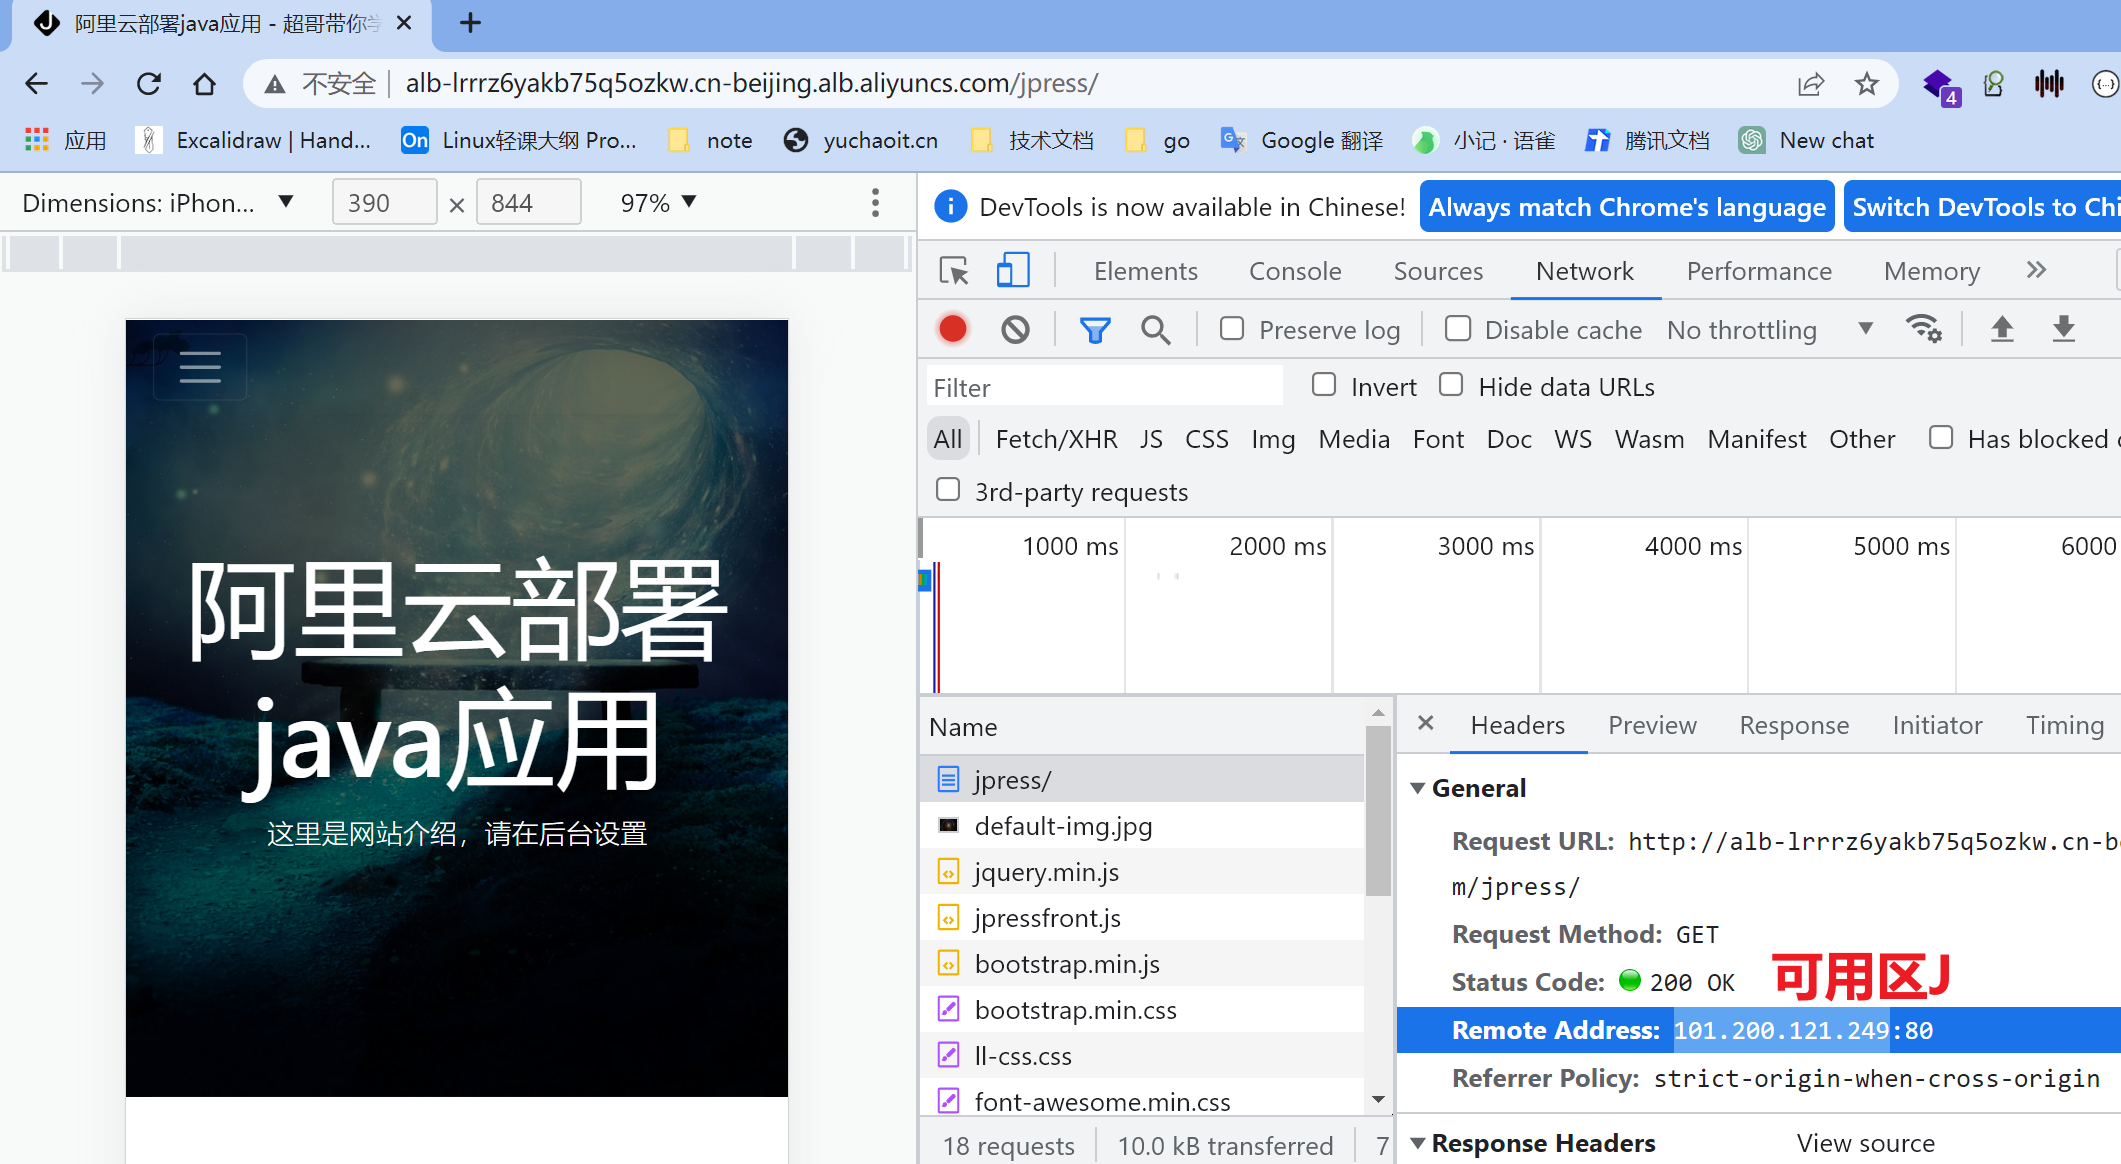 阿里云部署java应用 - 超哥带你
不安全 alb-lrrrz6yakb75q5ozkw.cn-beijing.alb.aliyuncs.com/jpress/
4
应用 Excalidraw | Hand... On Linux轻课大纲 Pro... note yuchaoit.cn 技术文档 go Google 翻译 小记 · 语雀 腾讯文档 New chat
Dimensions: iPhon... 390 × 844 97%
DevTools is now available in Chinese! Always match Chrome's language Switch DevTools to Chi
Elements Console Sources Network Performance Memory
Preserve log Disable cache No throttling
Filter Invert Hide data URLs
All Fetch/XHR JS CSS Img Media Font Doc WS Wasm Manifest Other Has blocked
3rd-party requests
1000 ms 2000 ms 3000 ms 4000 ms 5000 ms 6000
阿里云部署
java应用
这里是网站介绍，请在后台设置
Name
jpress/
default-img.jpg
jquery.min.js
jpressfront.js
bootstrap.min.js
bootstrap.min.css
ll-css.css
font-awesome.min.css
18 requests 10.0 kB transferred 7
Headers Preview Response Initiator Timing
General
Request URL: http://alb-lrrrz6yakb75q5ozkw.cn-b
m/jpress/
Request Method: GET
Status Code: 200 OK 可用区J
Remote Address: 101.200.121.249:80
Referrer Policy: strict-origin-when-cross-origin
Response Headers View source